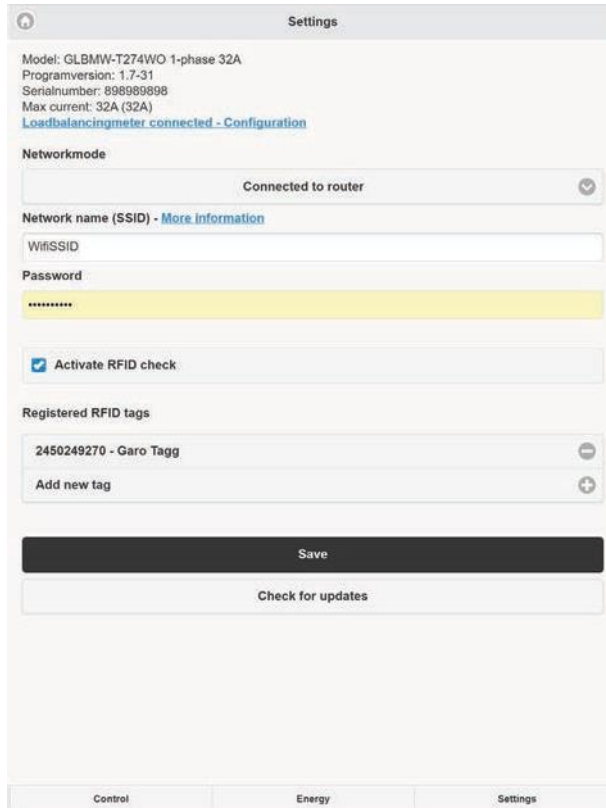 Settings
Model: GLBMW-T274WO 1-phase 32A
Programversion: 1.7-31
Serialnumber: 898989898
Max current: 32A (32A)
Loadbalancingmeter connected - Configuration
Networkmode
Connected to router
Network name (SSID) - More information
WifiSSID
Password
••••••••••
Activate RFID check
Registered RFID tags
2450249270 - Garo Tagg
Add new tag
Save
Check for updates
Control Energy Settings